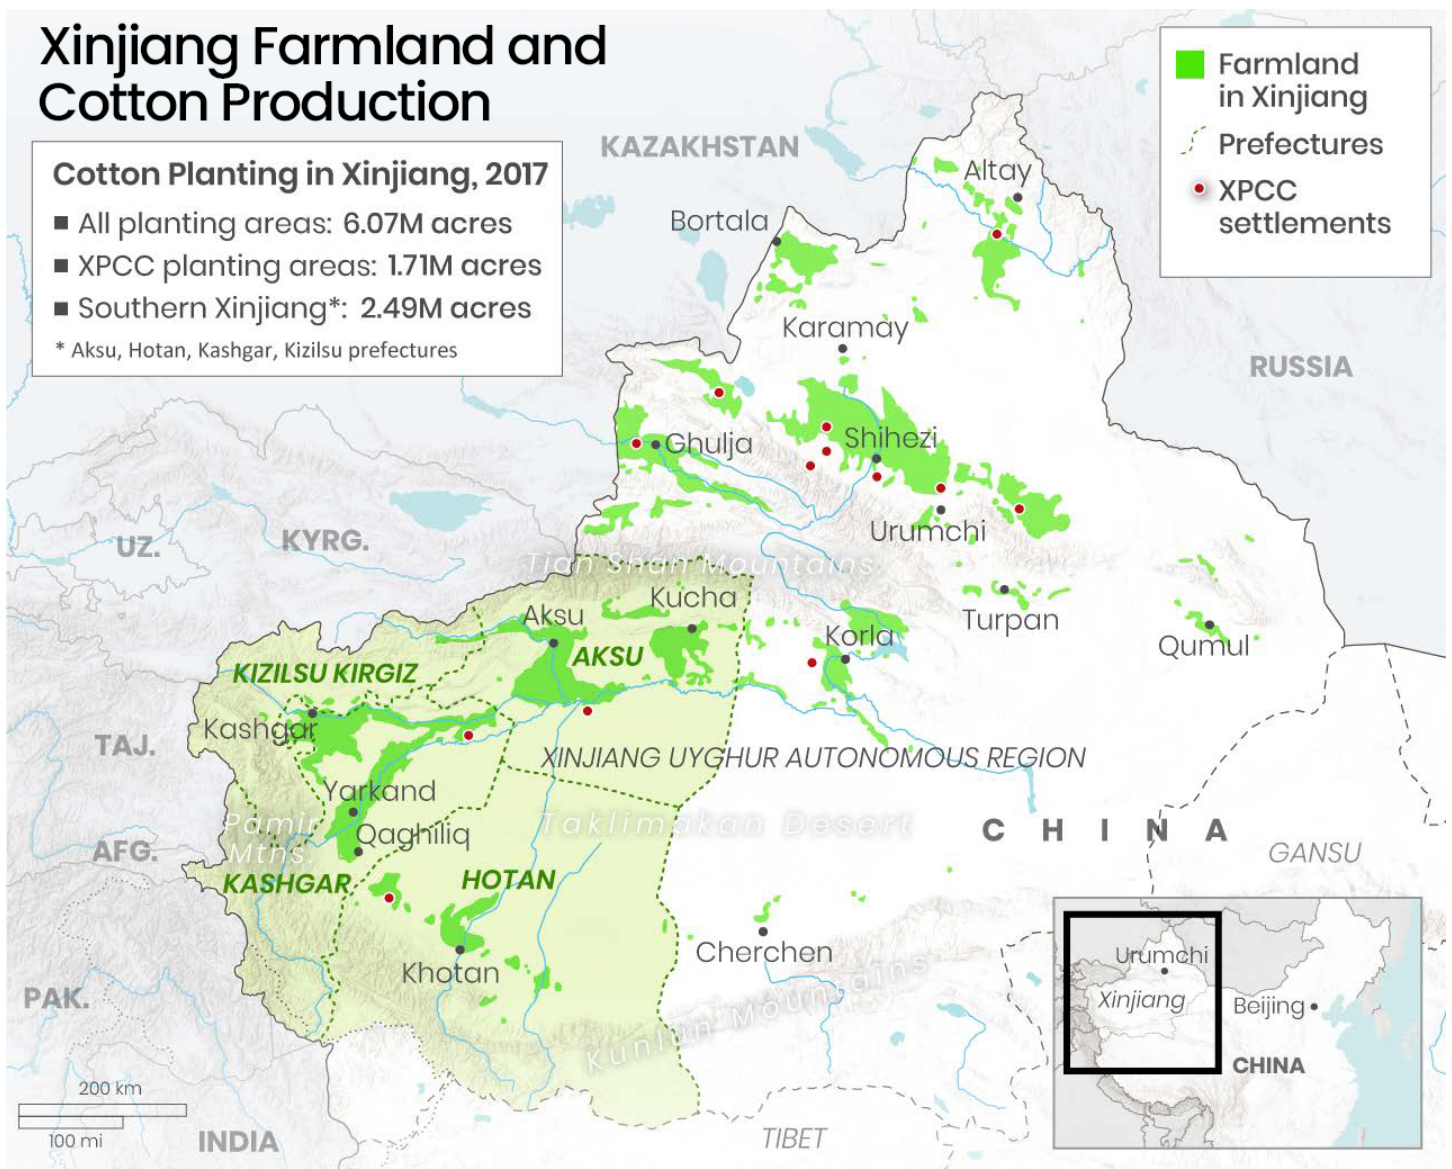 Xinjiang Farmland and
Cotton Production
Cotton Planting in Xinjiang, 2017
All planting areas: 6.07M acres
XPCC planting areas: 1.71M acres
Southern Xinjiang*: 2.49M acres
* Aksu, Hotan, Kashgar, Kizilsu prefectures
Farmland
in Xinjiang
Prefectures
XPCC
settlements
KAZAKHSTAN
Altay
Bortala
Karamay
RUSSIA
Shihezi
Ghulja
Urumchi
UZ.
KYRG.
Tian Shan Mountains
Kucha
Aksu
Turpan
Korla
Qumul
AKSU
KIZILSU KIRGIZ
Kashgar
TAJ.
XINJIANG UYGHUR AUTONOMOUS REGION
Yarkand
Pamir
Mtns.
Qaghiliq
Taklimakan Desert
CHINA
AFG.
GANSU
KASHGAR
HOTAN
Khotan
Cherchen
Kunlun Mountains
PAK.
Urumchi
Xinjiang
Beijing
CHINA
200 km
100 mi
INDIA
TIBET